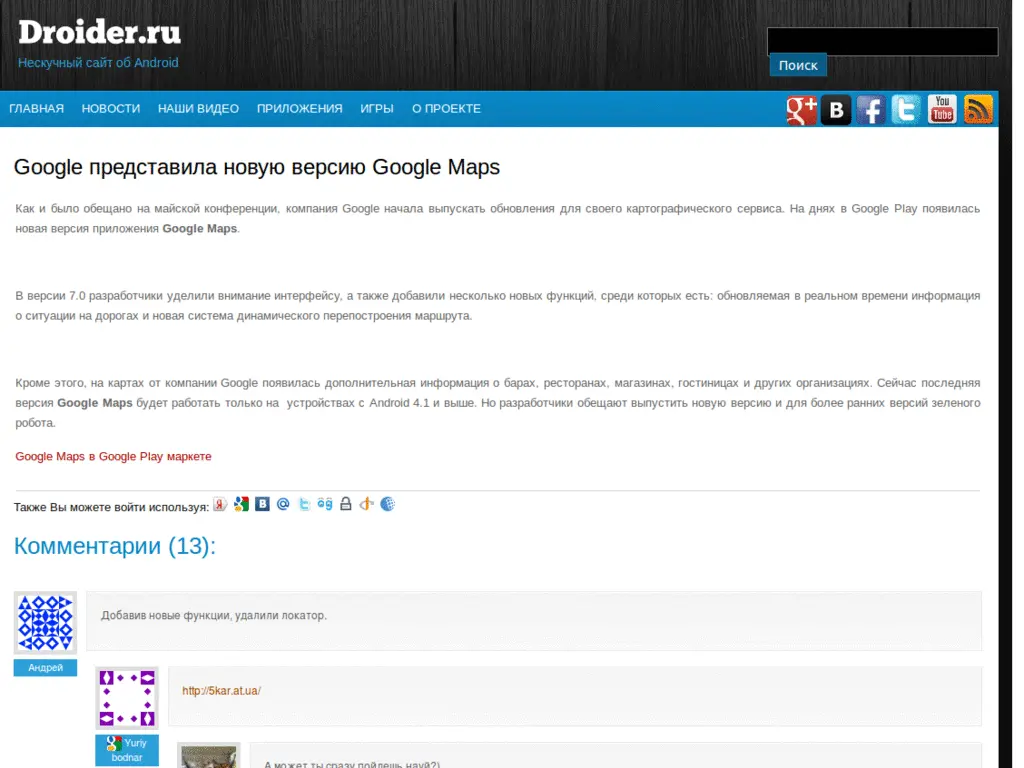 Droider.ru
Нескучный сайт об Android
Поиск
ГЛАВНАЯ НОВОСТИ НАШИ ВИДЕО ПРИЛОЖЕНИЯ ИГРЫ О ПРОЕКТЕ
Google представила новую версию Google Maps
Как и было обещано на майской конференции, компания Google начала выпускать обновления для своего картографического сервиса. На днях в Google Play появилась
новая версия приложения Google Maps.
В версии 7.0 разработчики уделили внимание интерфейсу, а также добавили несколько новых функций, среди которых есть: обновляемая в реальном времени информация
о ситуации на дорогах и новая система динамического перепостроения маршрута.
Кроме этого, на картах от компании Google появилась дополнительная информация о барах, ресторанах, магазинах, гостиницах и других организациях. Сейчас последняя
версия Google Maps будет работать только на устройствах с Android 4.1 и выше. Но разработчики обещают выпустить новую версию и для более ранних версий зеленого
робота.
Google Maps в Google Play маркете
Также Вы можете войти используя:
Комментарии (13):
Добавив новые функции, удалили локатор.
Андрей
http://5kar.at.ua/
Yuriy
bodnar
А может ты сразу пойдешь науй?)